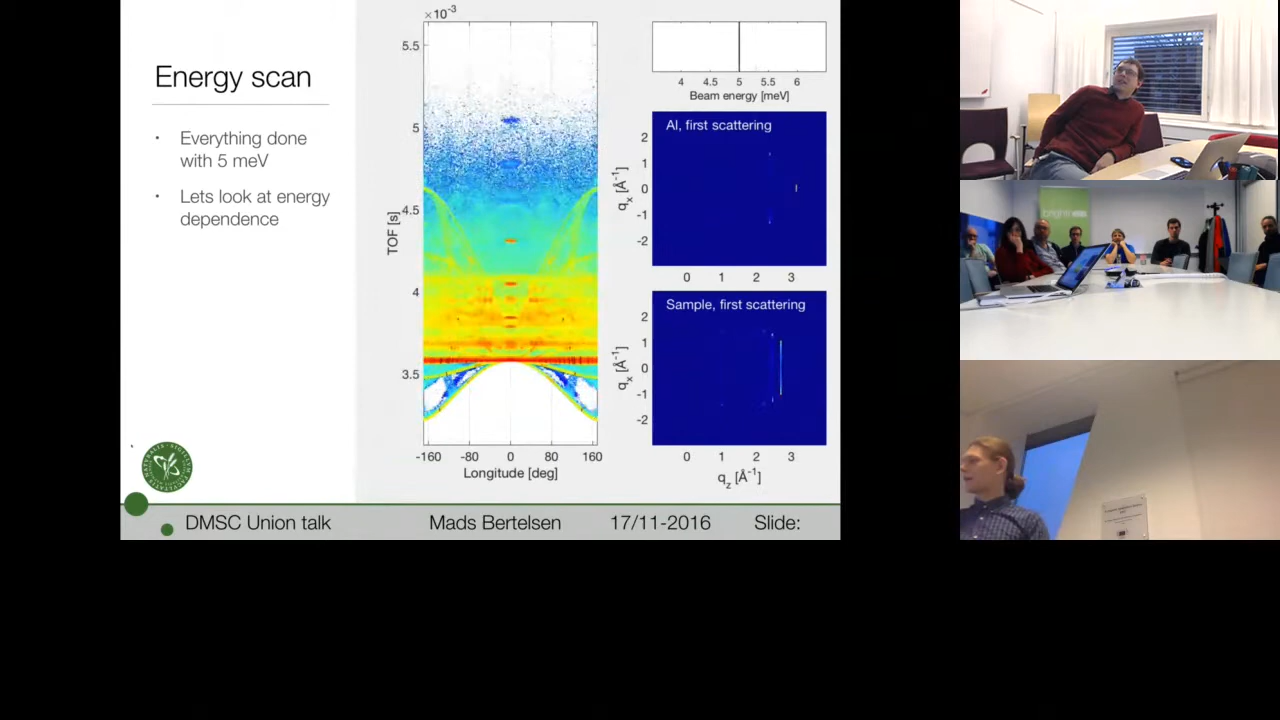 Energy scan
• Everything done
with 5 meV
• Lets look at energy
dependence
×10⁻³
5.5
5
4.5
4
3.5
TOF [s]
-160 -80 0 80 160
Longitude [deg]
4 4.5 5 5.5 6
Beam energy [meV]
Al, first scattering
2
1
0
-1
-2
qₓ [Å⁻¹]
0 1 2 3
Sample, first scattering
2
1
0
-1
-2
qₓ [Å⁻¹]
0 1 2 3
q_z [Å⁻¹]
DMSC Union talk Mads Bertelsen 17/11-2016 Slide: